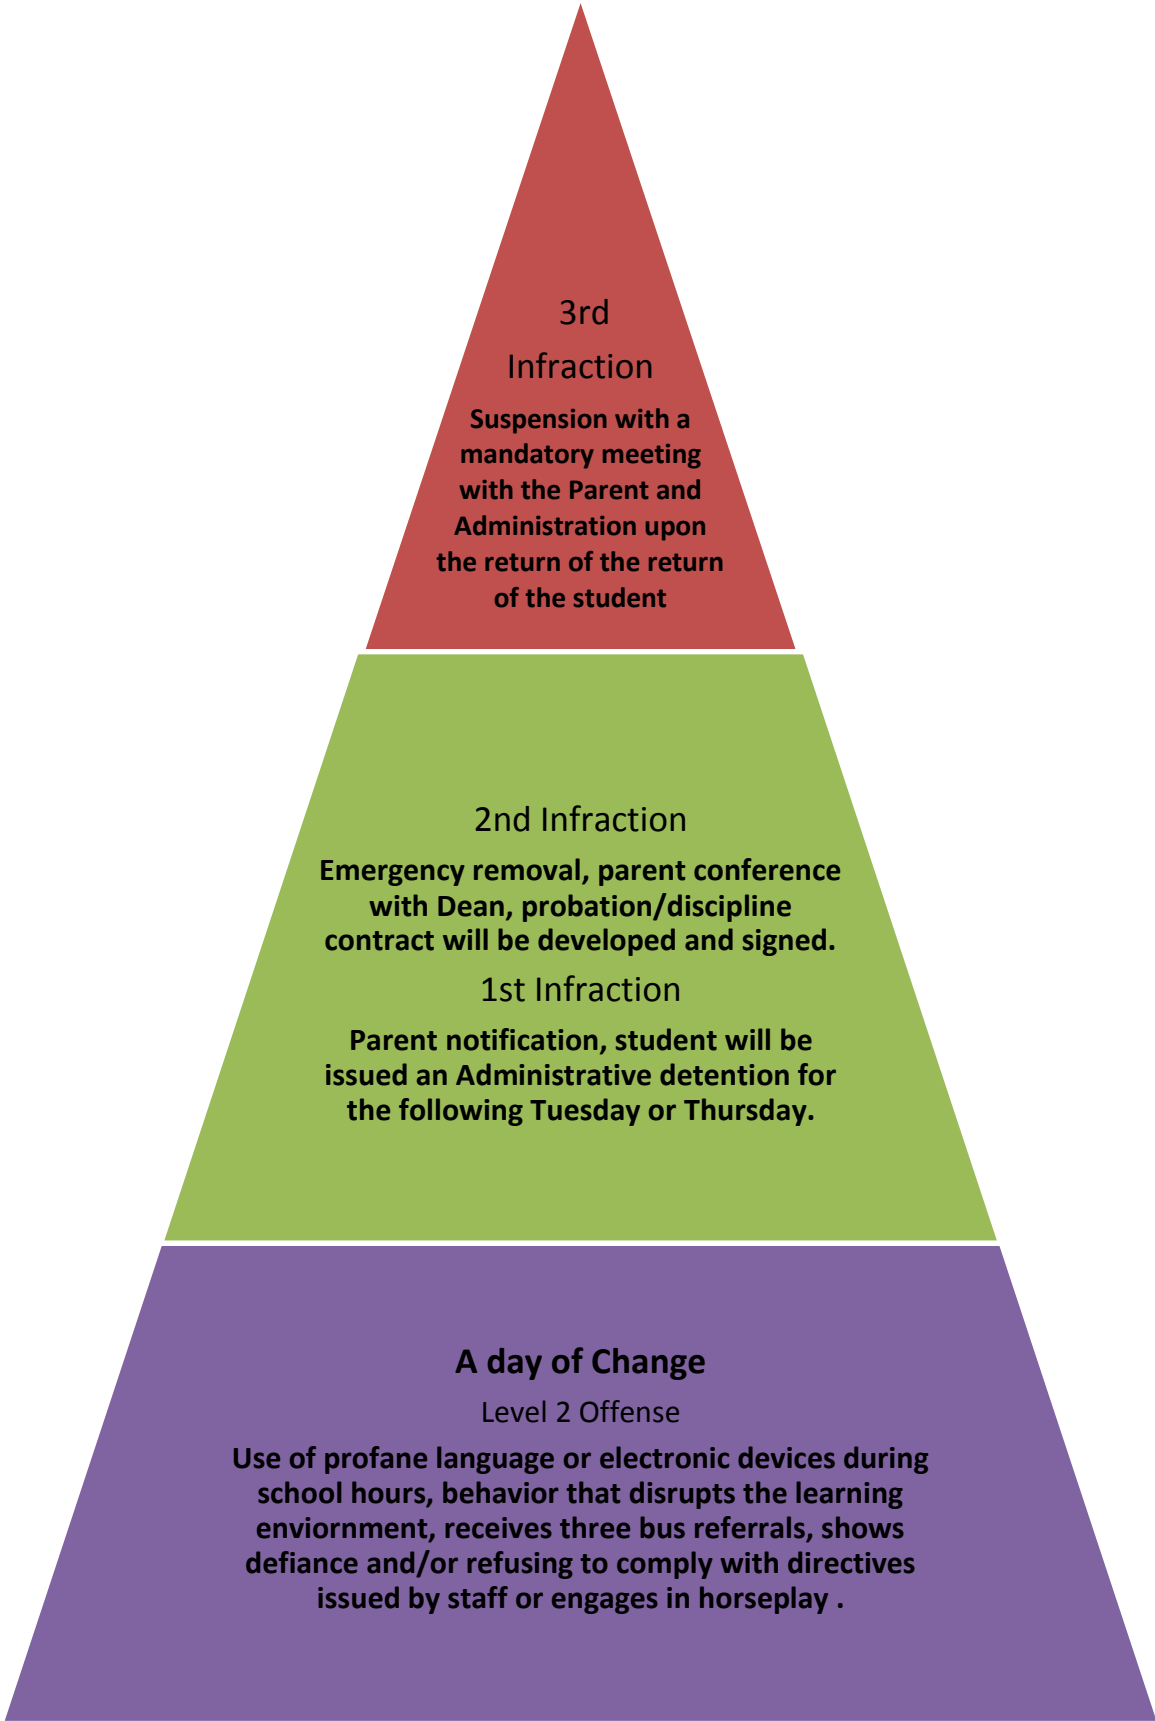 3rd
Infraction
Suspension with a
mandatory meeting
with the Parent and
Administration upon
the return of the return
of the student
2nd Infraction
Emergency removal, parent conference
with Dean, probation/discipline
contract will be developed and signed.
1st Infraction
Parent notification, student will be
issued an Administrative detention for
the following Tuesday or Thursday.
A day of Change
Level 2 Offense
Use of profane language or electronic devices during
school hours, behavior that disrupts the learning
enviornment, receives three bus referrals, shows
defiance and/or refusing to comply with directives
issued by staff or engages in horseplay .